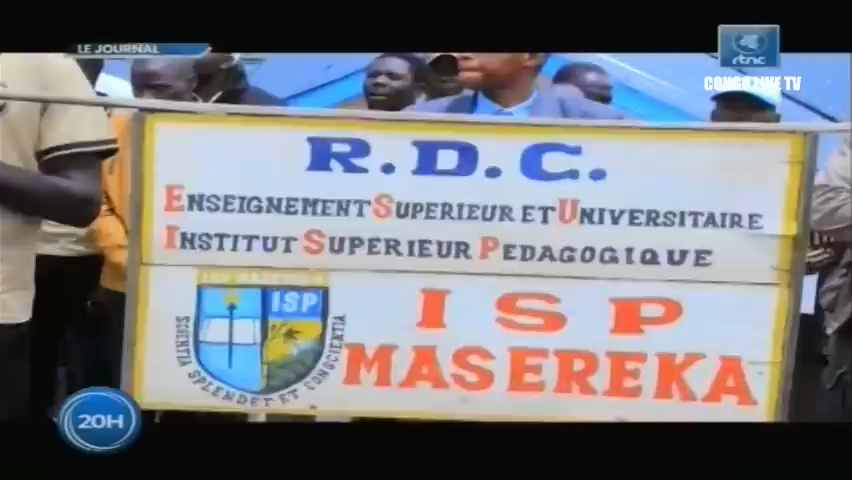 LE JOURNAL
rtnc
CONGO LIVE TV
R.D.C.
ENSEIGNEMENT SUPERIEUR ET UNIVERSITAIRE
INSTITUT SUPERIEUR PEDAGOGIQUE
ISP
SCIENTIA SPLENDET ET CONSCIENTIA
ISP
MASEREKA
20H